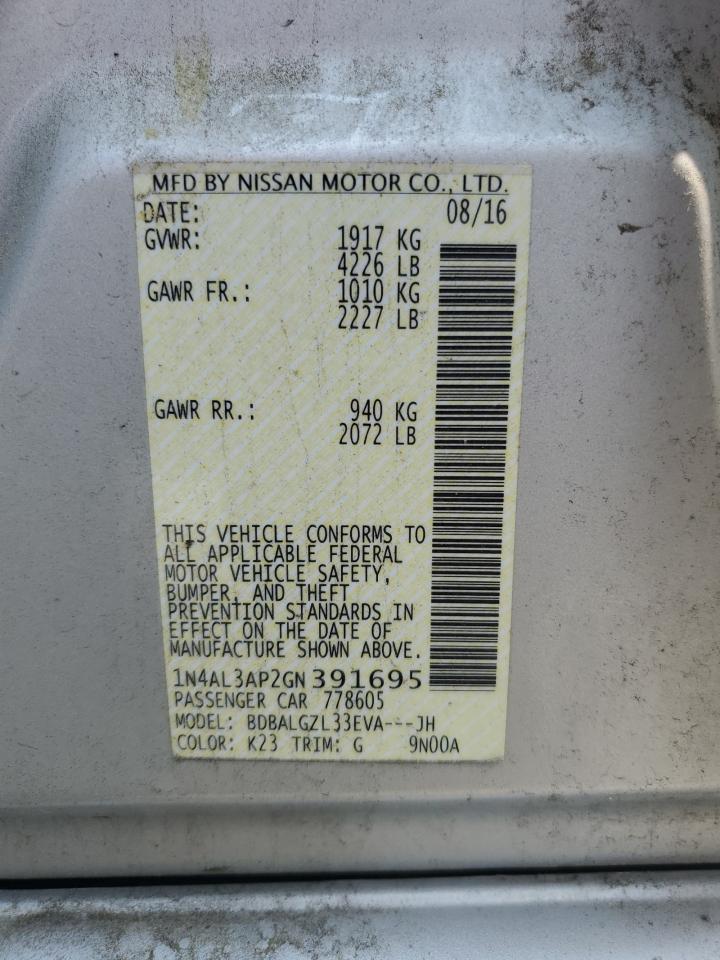 MFD BY NISSAN MOTOR CO., LTD.
DATE: 08/16
GVWR: 1917 KG
4226 LB
GAWR FR.: 1010 KG
2227 LB
GAWR RR.: 940 KG
2072 LB
THIS VEHICLE CONFORMS TO
ALL APPLICABLE FEDERAL
MOTOR VEHICLE SAFETY,
BUMPER, AND THEFT
PREVENTION STANDARDS IN
EFFECT ON THE DATE OF
MANUFACTURE SHOWN ABOVE.
1N4AL3AP2GN391695
PASSENGER CAR 778605
MODEL: BDBALGZL33EVA---JH
COLOR: K23 TRIM: G 9N00A